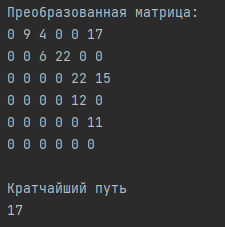 Преобразованная матрица:
0 9 4 0 0 17
0 0 6 22 0 0
0 0 0 0 22 15
0 0 0 0 12 0
0 0 0 0 0 11
0 0 0 0 0 0
Кратчайший путь
17